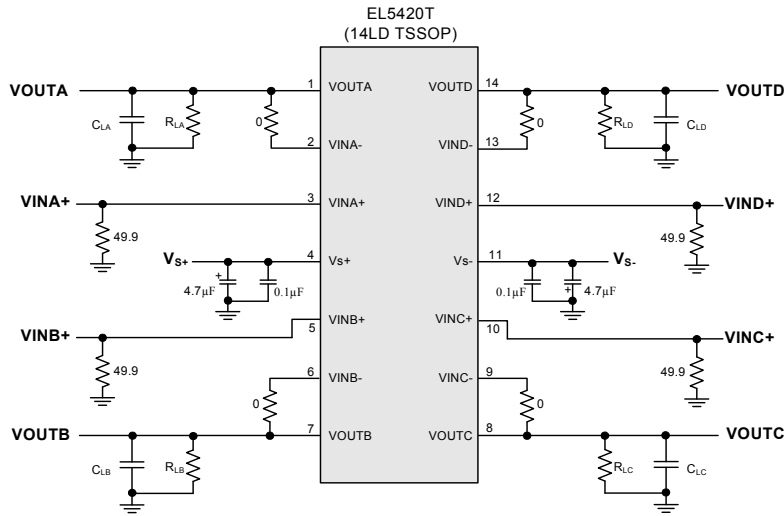 EL5420T
(14LD TSSOP)
VOUTA 1 VOUTA VOUTD 14 VOUTD
CLA RLA 0 0 RLD CLD
2 VINA- VIND- 13
VINA+ 3 VINA+ VIND+ 12 VIND+
49.9 49.9
VS+ 4 Vs+ Vs- 11 VS-
+ 4.7µF 0.1µF 0.1µF + 4.7µF
VINB+ 5 VINB+ VINC+ 10 VINC+
49.9 49.9
6 VINB- VINC- 9
0 0
VOUTB 7 VOUTB VOUTC 8 VOUTC
CLB RLB RLC CLC